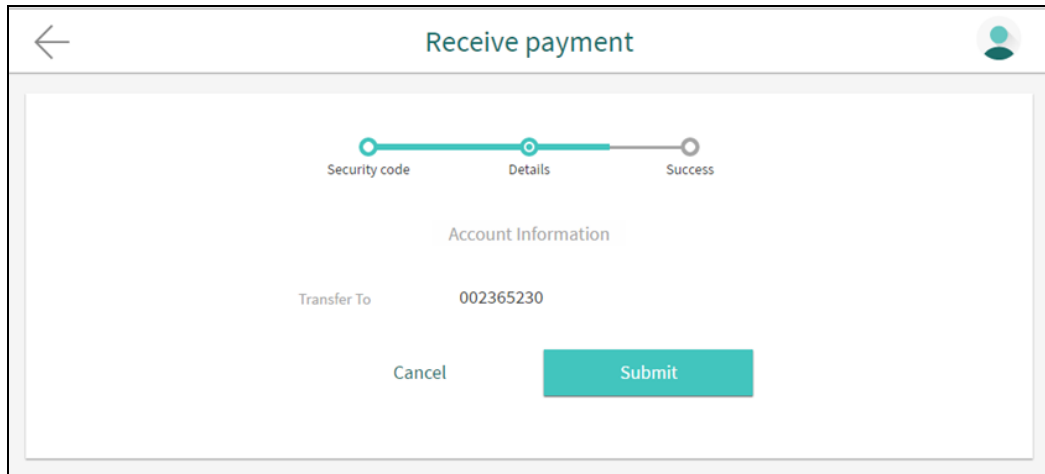 Receive payment
Security code Details Success
Account Information
Transfer To 002365230
Cancel Submit